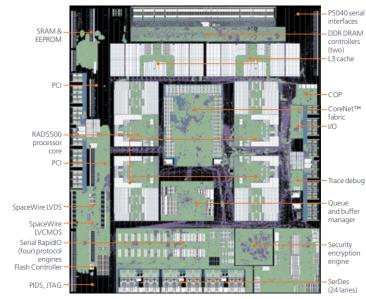 SRAM &
EEPROM
PCI
RAD5500
processor
core
PCI
SpaceWire LVDS
SpaceWire
LVCMOS
Serial RapidIO
(four) protocol
engines
Flash Controller
PIDS, JTAG
PS040 serial
interfaces
DDR DRAM
controllers
(two)
L3 cache
COP
CoreNet™
fabric
I/O
Trace debug
Queue
and buffer
manager
Security
encryption
engine
SerDes
(24 lanes)